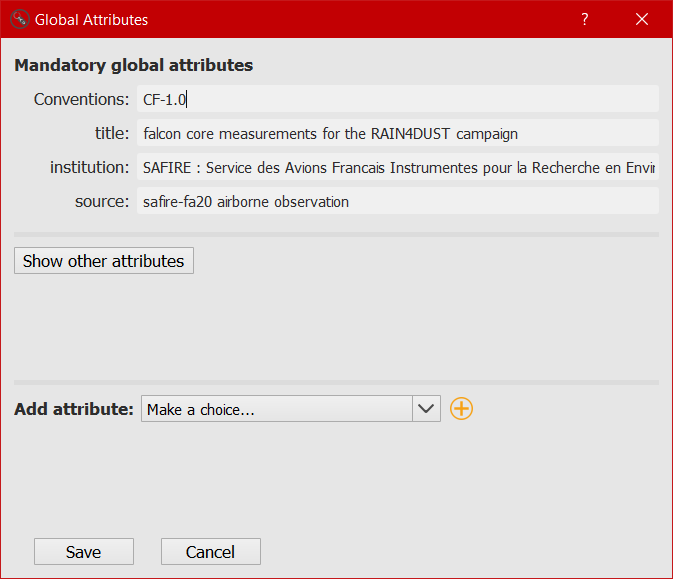 Global Attributes
?
Mandatory global attributes
Conventions: CF-1.0
title: falcon core measurements for the RAIN4DUST campaign
institution: SAFIRE : Service des Avions Francais Instrumentes pour la Recherche en Envir
source: safire-fa20 airborne observation
Show other attributes
Add attribute: Make a choice...
Save Cancel